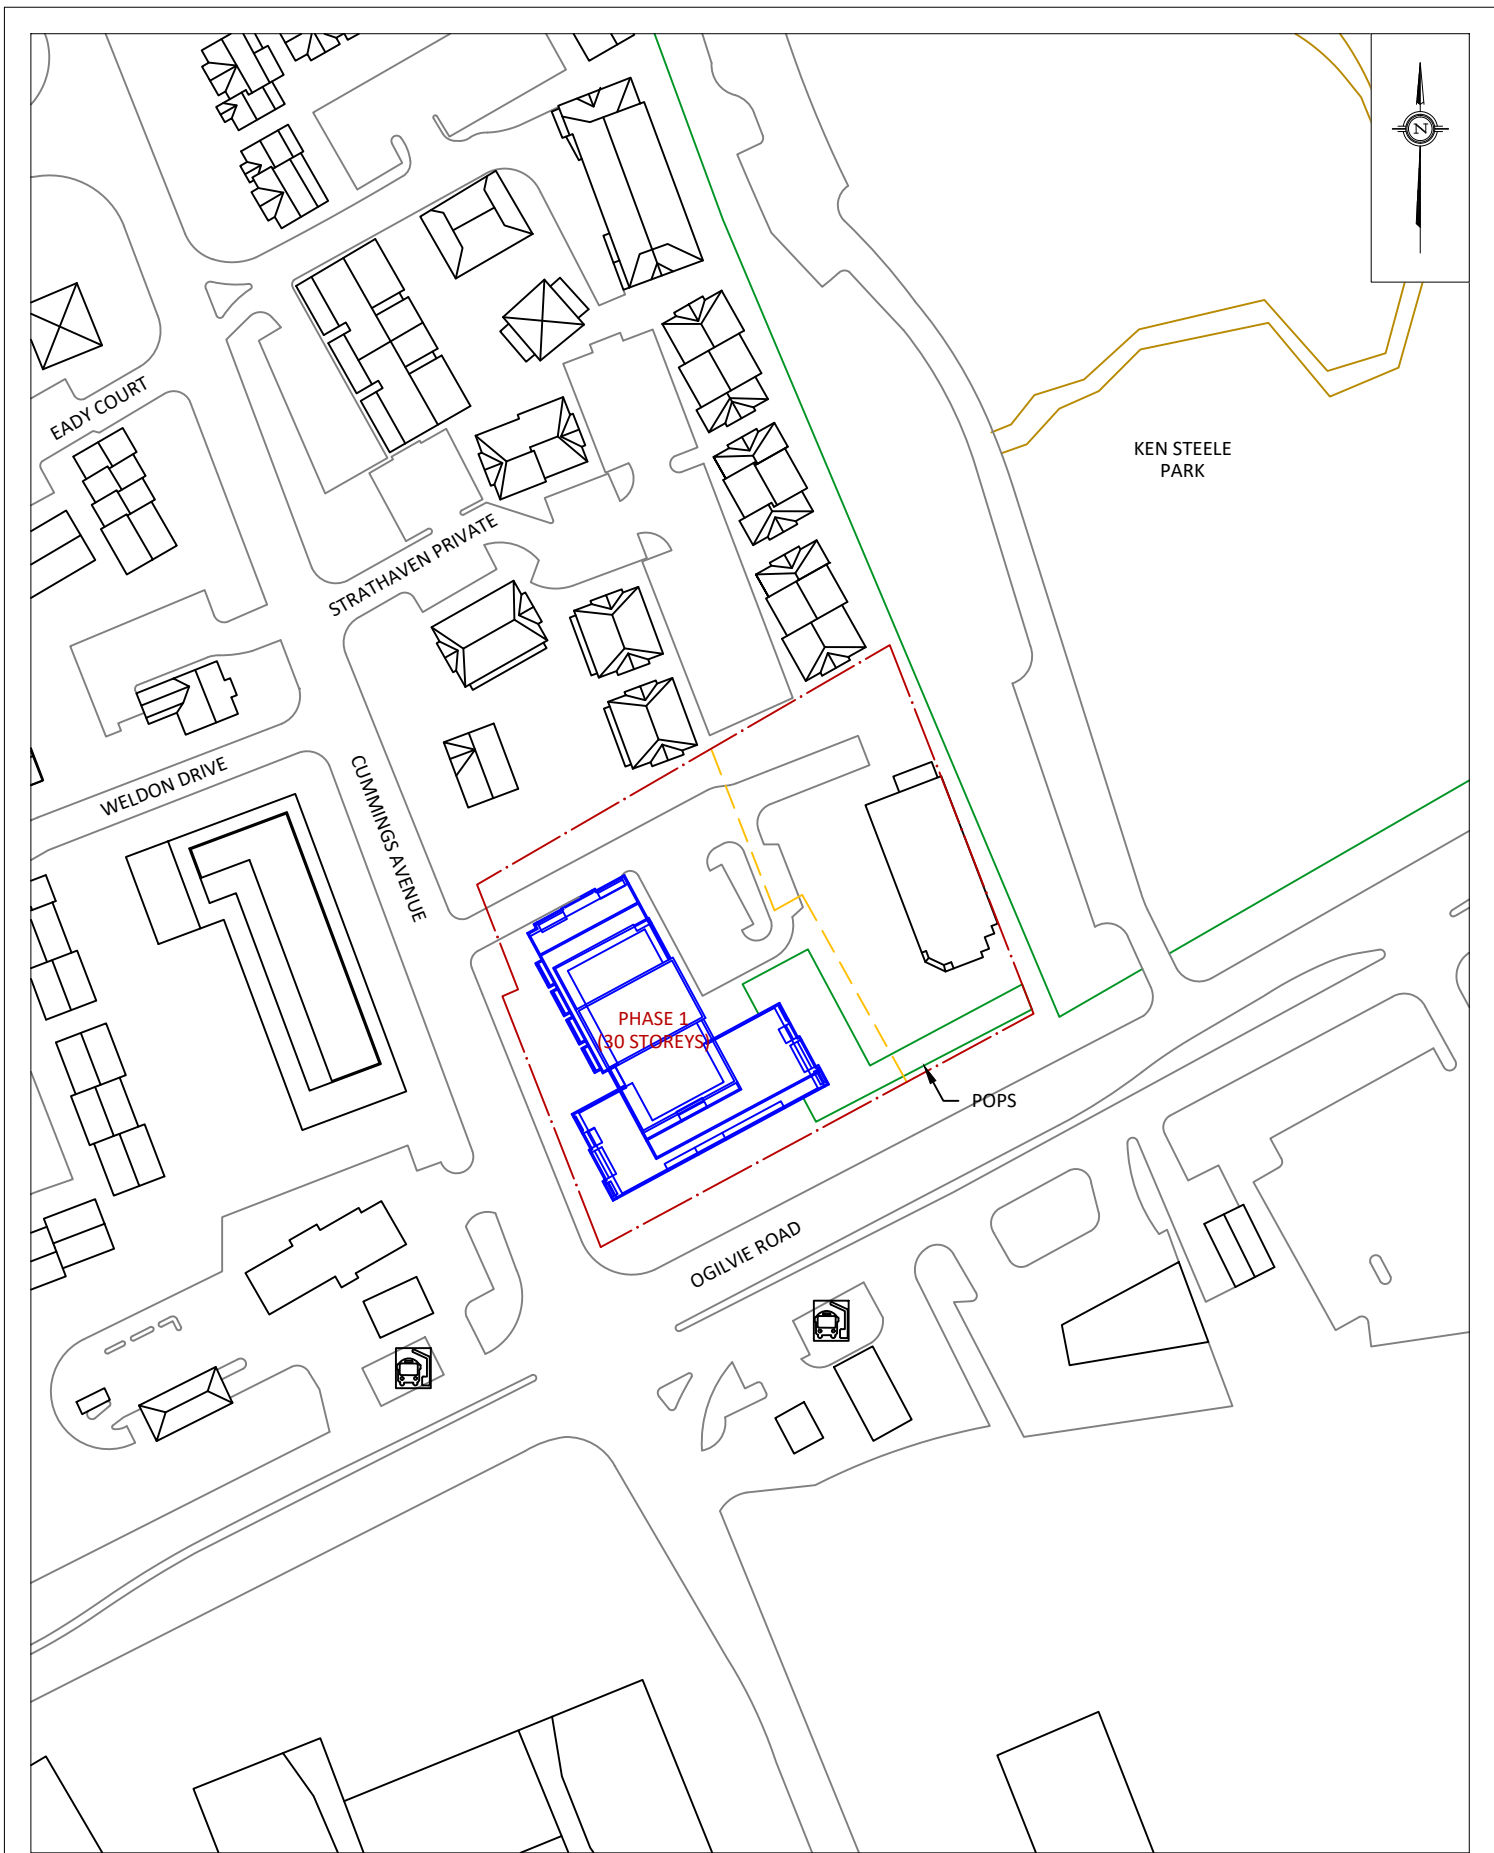 N
EADY COURT
KEN STEELE
PARK
STRATHAVEN PRIVATE
WELDON DRIVE
CUMMINGS AVENUE
PHASE 1
(30 STOREYS)
POPS
OGILVIE ROAD